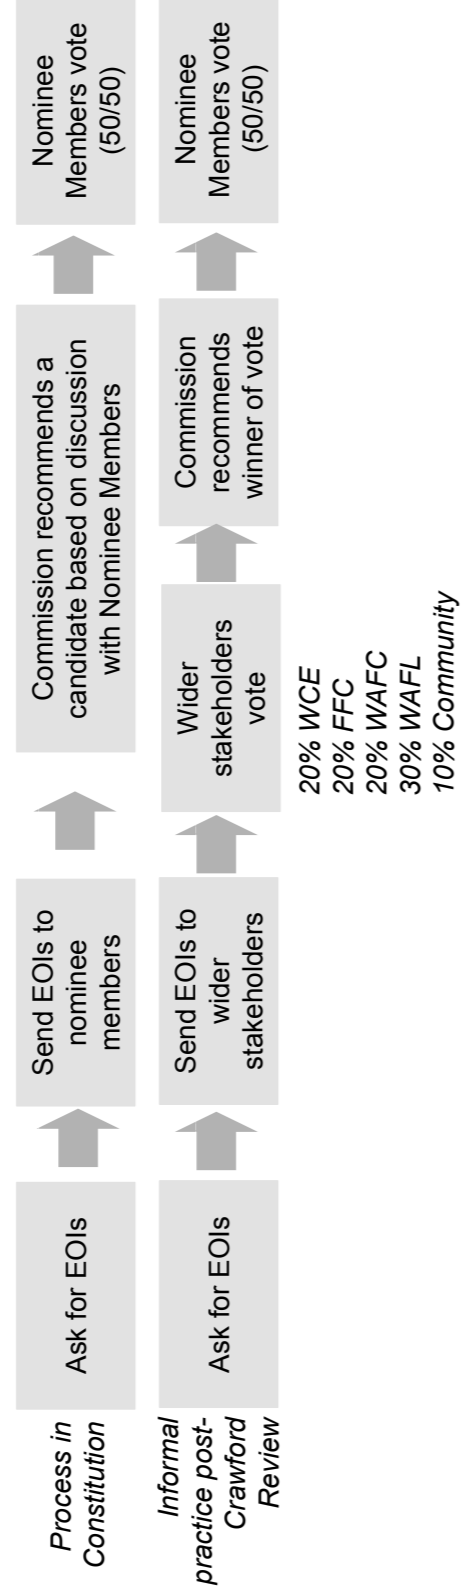 Process in
Constitution
Ask for EOIs
Send EOIs to
nominee
members
Commission recommends a
candidate based on discussion
with Nominee Members
Nominee
Members vote
(50/50)
Informal
practice post-
Crawford
Review
Ask for EOIs
Send EOIs to
wider
stakeholders
Wider
stakeholders
vote
Commission
recommends
winner of vote
Nominee
Members vote
(50/50)
20% WCE
20% FFC
20% WAFC
30% WAFL
10% Community